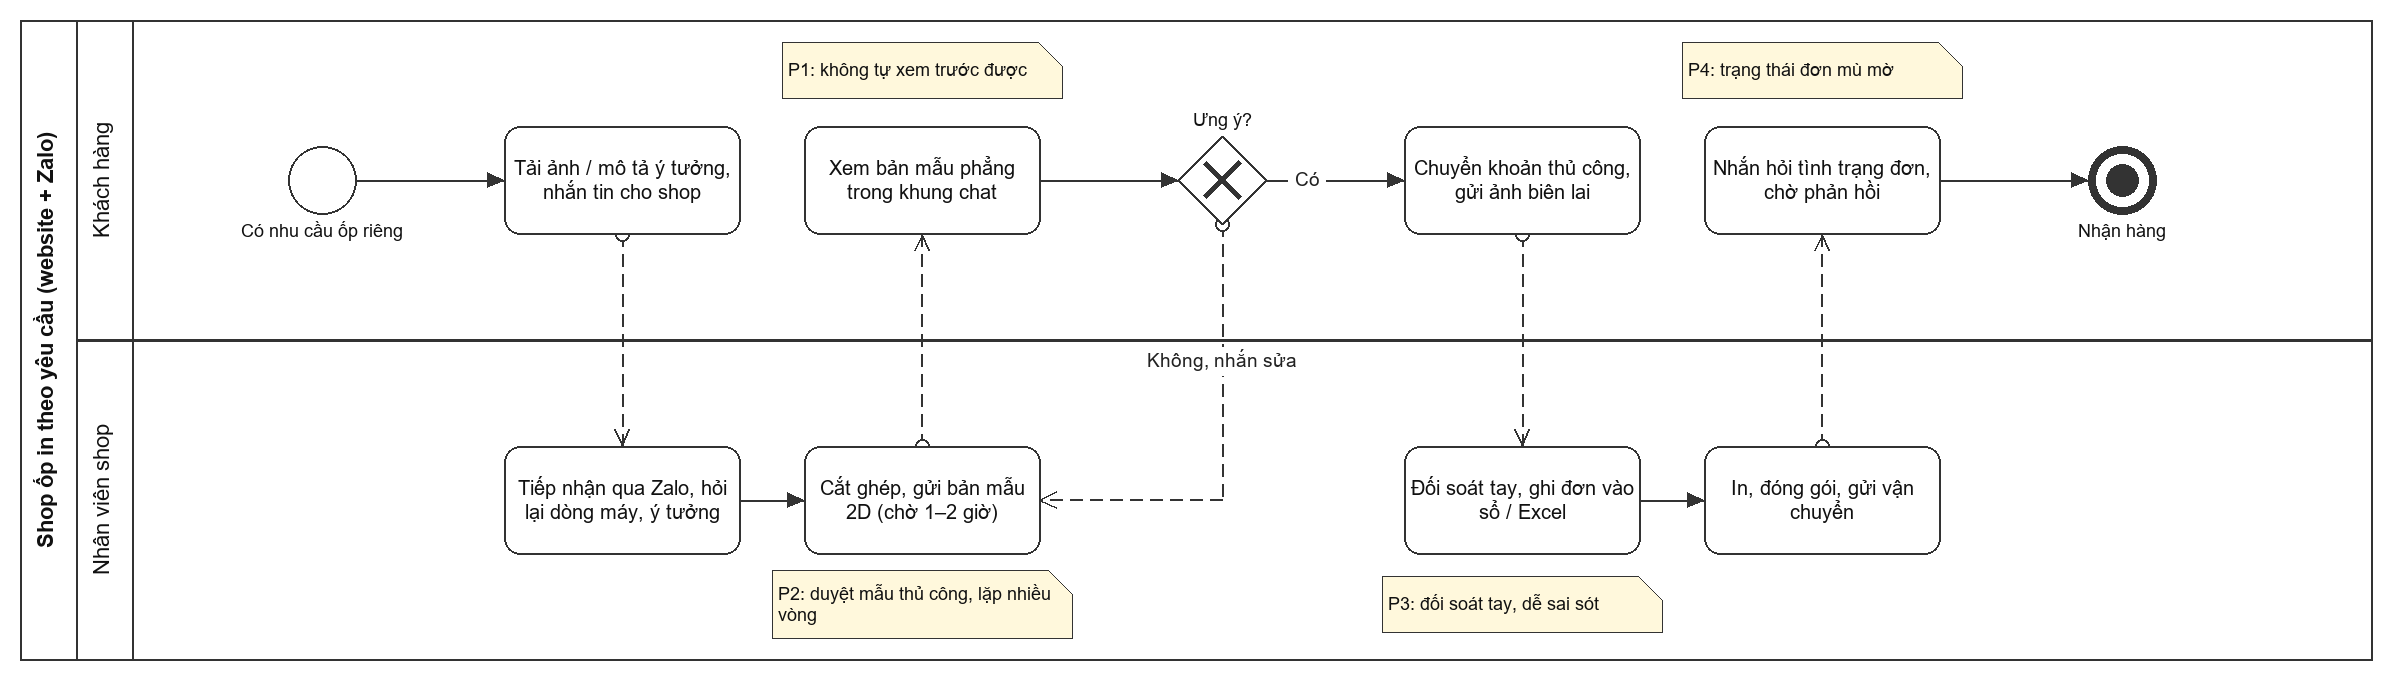 Shop ốp in theo yêu cầu (website + Zalo)
Khách hàng
P1: không tự xem trước được
P4: trạng thái đơn mù mờ
Có nhu cầu ốp riêng
Tải ảnh / mô tả ý tưởng,
nhắn tin cho shop
Xem bản mẫu phẳng
trong khung chat
Ưng ý?
Có
Chuyển khoản thủ công,
gửi ảnh biên lai
Nhắn hỏi tình trạng đơn,
chờ phản hồi
Nhận hàng
Nhân viên shop
Không, nhắn sửa
Tiếp nhận qua Zalo, hỏi
lại dòng máy, ý tưởng
Cắt ghép, gửi bản mẫu
2D (chờ 1–2 giờ)
Đối soát tay, ghi đơn vào
sổ / Excel
In, đóng gói, gửi vận
chuyển
P2: duyệt mẫu thủ công, lặp nhiều
vòng
P3: đối soát tay, dễ sai sót